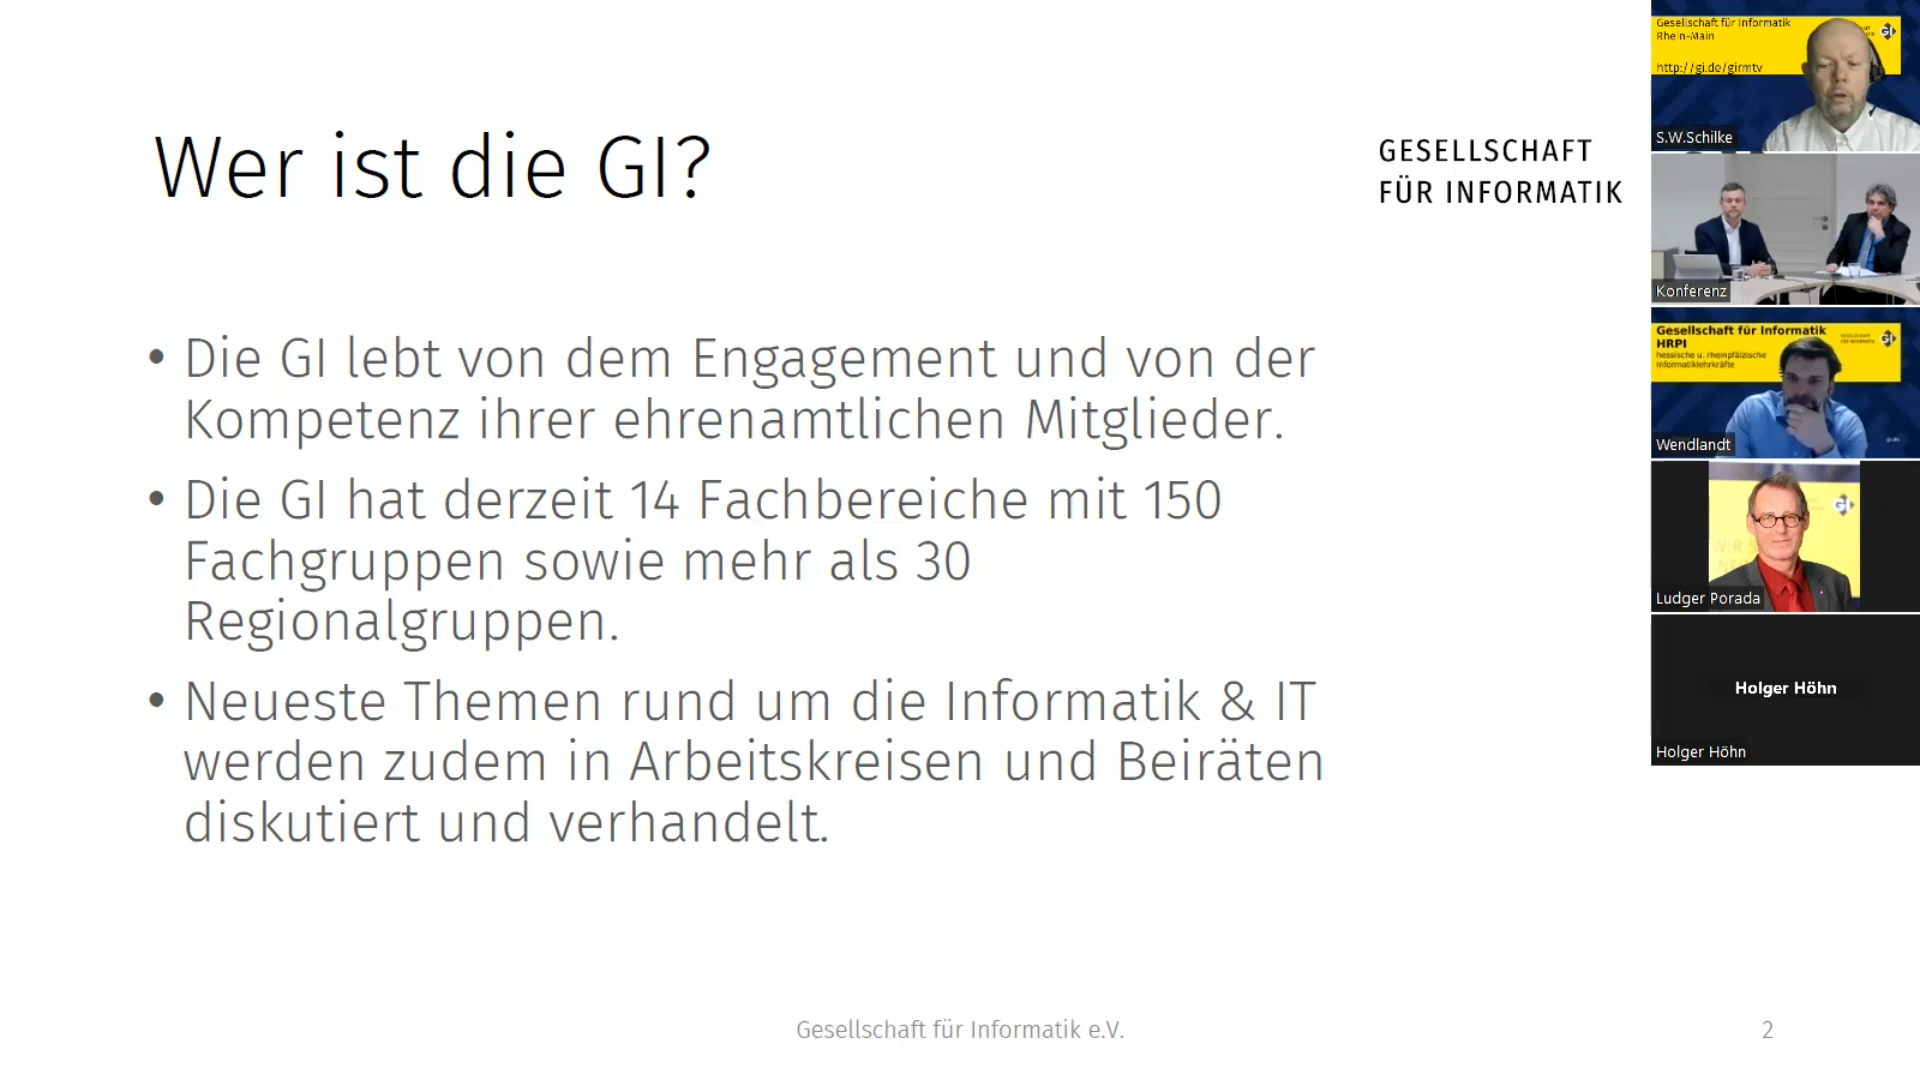 Wer ist die GI?
GESELLSCHAFT
FÜR INFORMATIK
• Die GI lebt von dem Engagement und von der
Kompetenz ihrer ehrenamtlichen Mitglieder.
• Die GI hat derzeit 14 Fachbereiche mit 150
Fachgruppen sowie mehr als 30
Regionalgruppen.
• Neueste Themen rund um die Informatik & IT
werden zudem in Arbeitskreisen und Beiräten
diskutiert und verhandelt.
Gesellschaft für Informatik e.V.
2
Gesellschaft für Informatik
Rhein-Main
http://gi.de/girmtv
GI
S.W.Schilke
Konferenz
Gesellschaft für Informatik
HRPI
hessische u. rheinpfälzische
Informatiklehrkräfte
GI
Wendlandt
GI
Ludger Porada
Holger Höhn
Holger Höhn